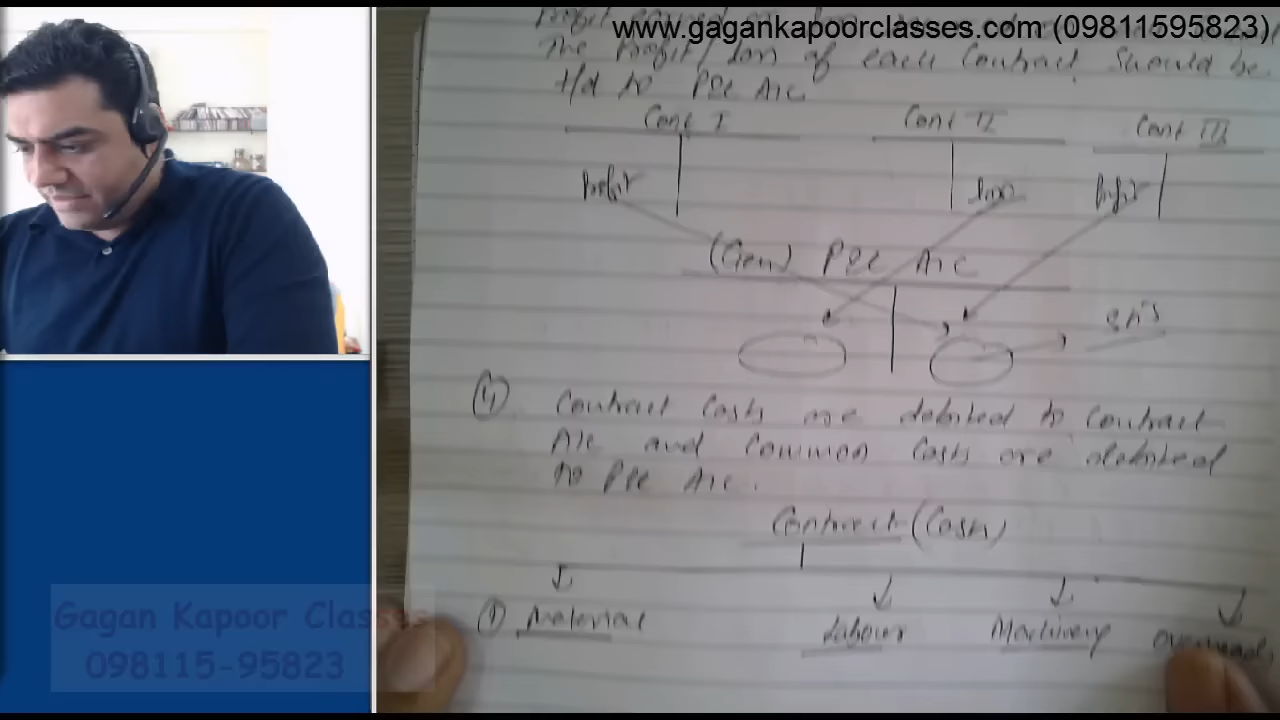 www.gagankapoorclasses.com (09811595823)
The Profit/loss of each Contract should be
t/d to P&L A/c
Cont I
Cont II
Cont III
Profit
loss
Profit
(Gen) P&L A/c
(4) Contract Costs are debited to Contract
A/c and Common Costs are debited
to P&L A/c.
Contract (Costs)
(1) Material
Labour
Machinery
Overheads
Gagan Kapoor Classes
098115-95823